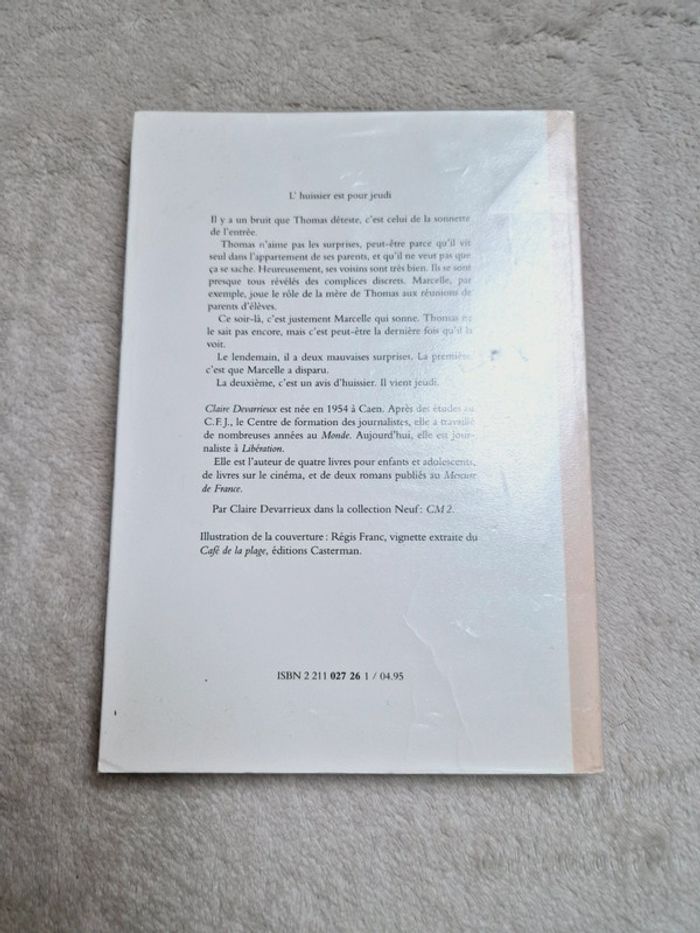 L' huissier est pour jeudi
Il y a un bruit que Thomas déteste, c'est celui de la sonnette
de l'entrée.
Thomas n'aime pas les surprises, peut-être parce qu'il vit
seul dans l'appartement de ses parents, et qu'il ne veut pas que
ça se sache. Heureusement, ses voisins sont très bien. Ils se sont
presque tous révélés des complices discrets. Marcelle, par
exemple, joue le rôle de la mère de Thomas aux réunions de
parents d'élèves.
Ce soir-là, c'est justement Marcelle qui sonne. Thomas ne
le sait pas encore, mais c'est peut-être la dernière fois qu'il la
voit.
Le lendemain, il a deux mauvaises surprises. La première,
c'est que Marcelle a disparu.
La deuxième, c'est un avis d'huissier. Il vient jeudi.
Claire Devarrieux est née en 1954 à Caen. Après des études au
C.F.J., le Centre de formation des journalistes, elle a travaillé
de nombreuses années au Monde. Aujourd'hui, elle est jour-
naliste à Libération.
Elle est l'auteur de quatre livres pour enfants et adolescents,
de livres sur le cinéma, et de deux romans publiés au Mercure
de France.
Par Claire Devarrieux dans la collection Neuf : CM 2.
Illustration de la couverture : Régis Franc, vignette extraite du
Café de la plage, éditions Casterman.
ISBN 2 211 027 26 1 / 04.95